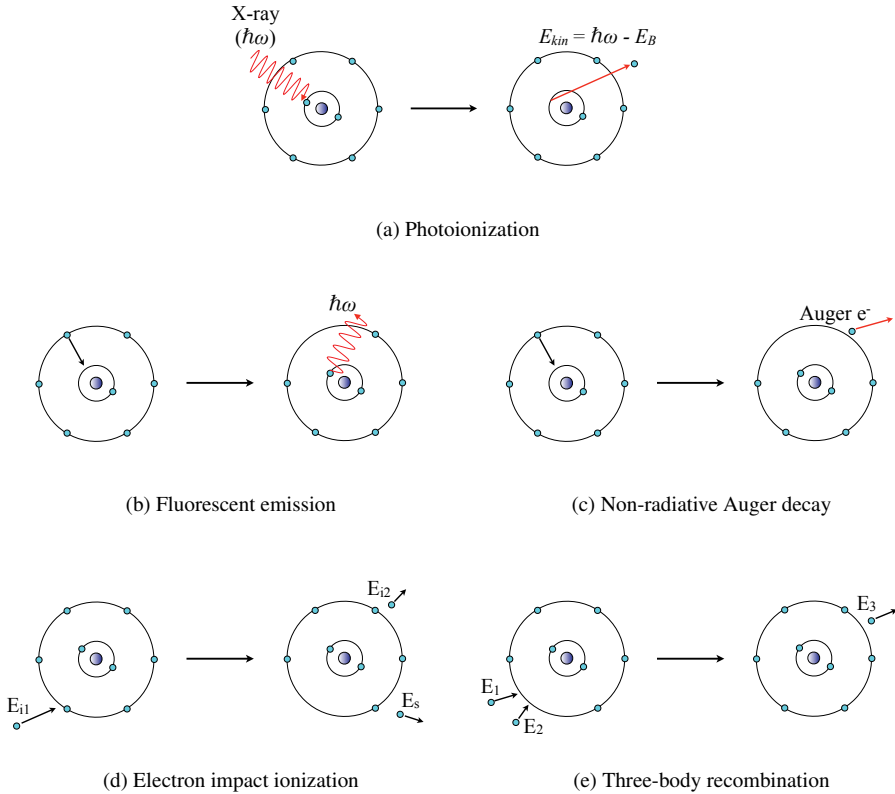 X-ray
(ℏω)
E_kin = ℏω - E_B
(a) Photoionization
ℏω
Auger e⁻
(b) Fluorescent emission
(c) Non-radiative Auger decay
E_i1
E_i2
E_s
E_1
E_2
E_3
(d) Electron impact ionization
(e) Three-body recombination